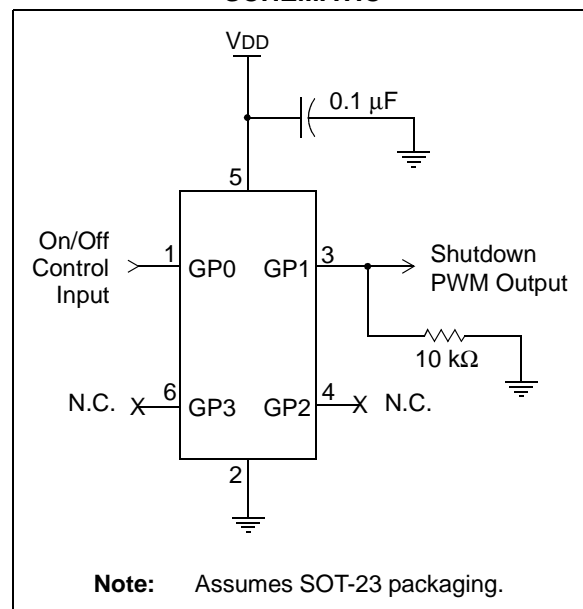 VDD
0.1 μF
5
On/Off
Control
Input
1
GP0
GP1
3
Shutdown
PWM Output
10 kΩ
N.C.
X
6
GP3
GP2
4
X
N.C.
2
Note: Assumes SOT-23 packaging.